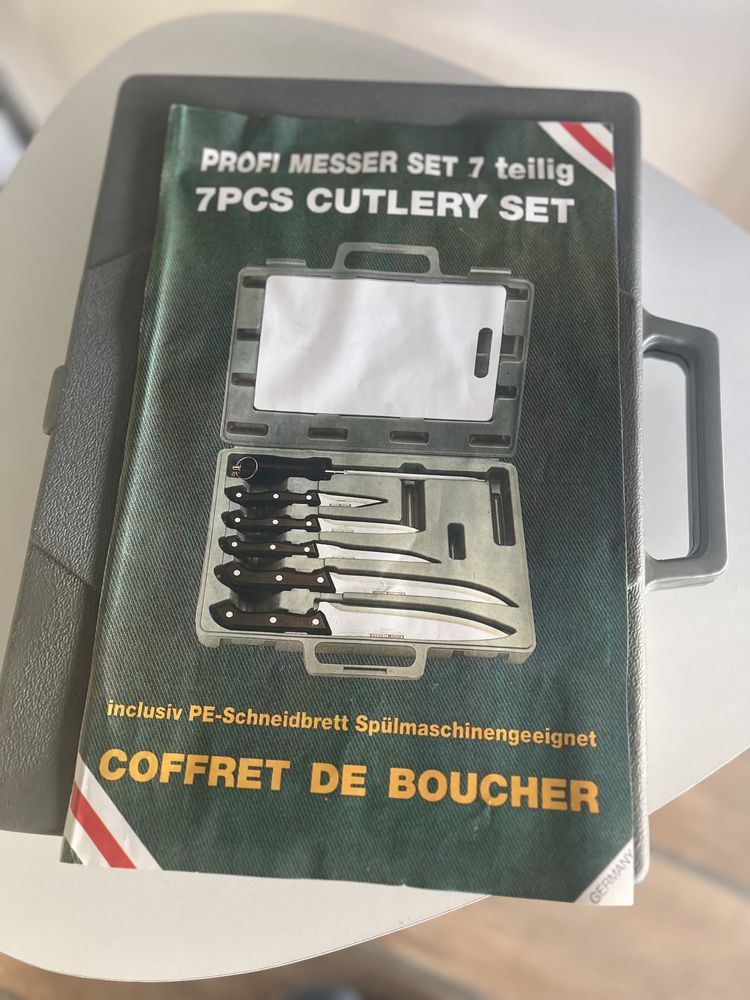 PROFI MESSER SET 7 teilig
7PCS CUTLERY SET
inclusiv PE-Schneidbrett Spülmaschinengeeignet
COFFRET DE BOUCHER
GERMANY